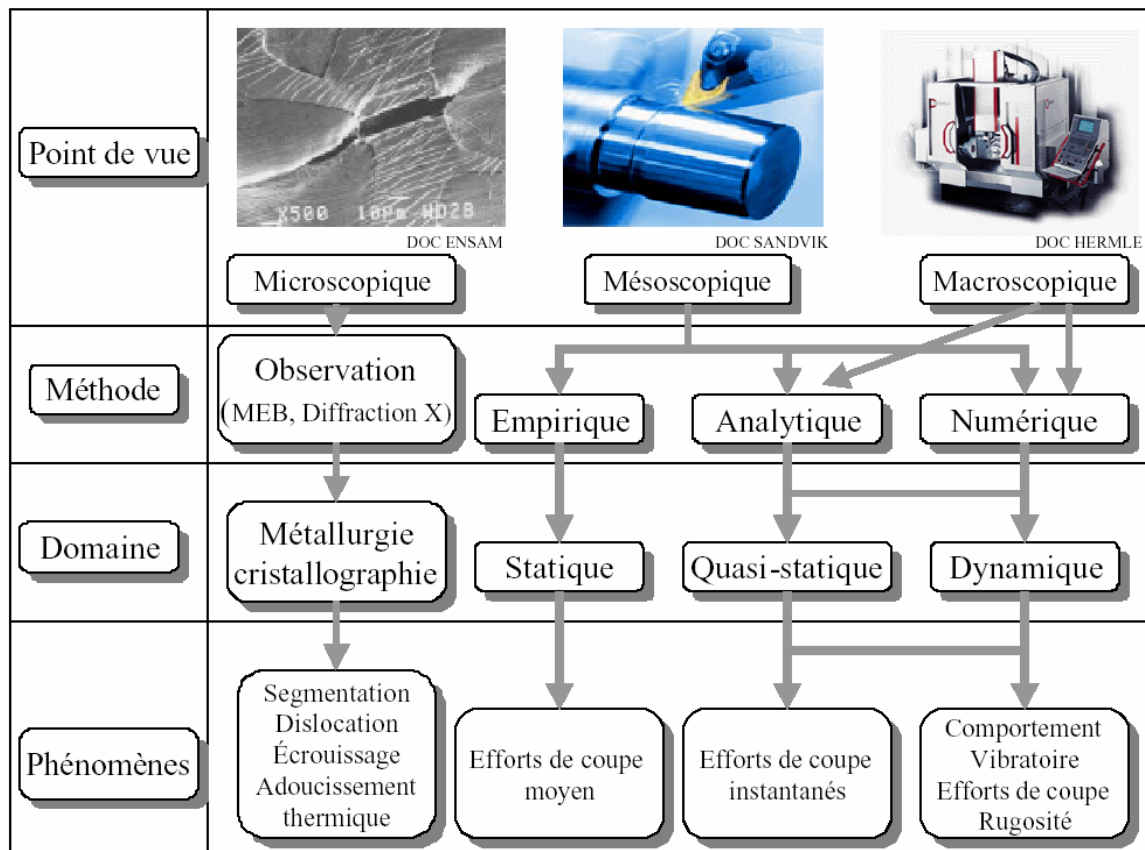 Point de vue
X500 10µm WD28
DOC ENSAM
DOC SANDVIK
DOC HERMLE
Microscopique
Mésoscopique
Macroscopique
Méthode
Observation
(MEB, Diffraction X)
Empirique
Analytique
Numérique
Domaine
Métallurgie
cristallographie
Statique
Quasi-statique
Dynamique
Phénomènes
Segmentation
Dislocation
Écrouissage
Adoucissement
thermique
Efforts de coupe
moyen
Efforts de coupe
instantanés
Comportement
Vibratoire
Efforts de coupe
Rugosité